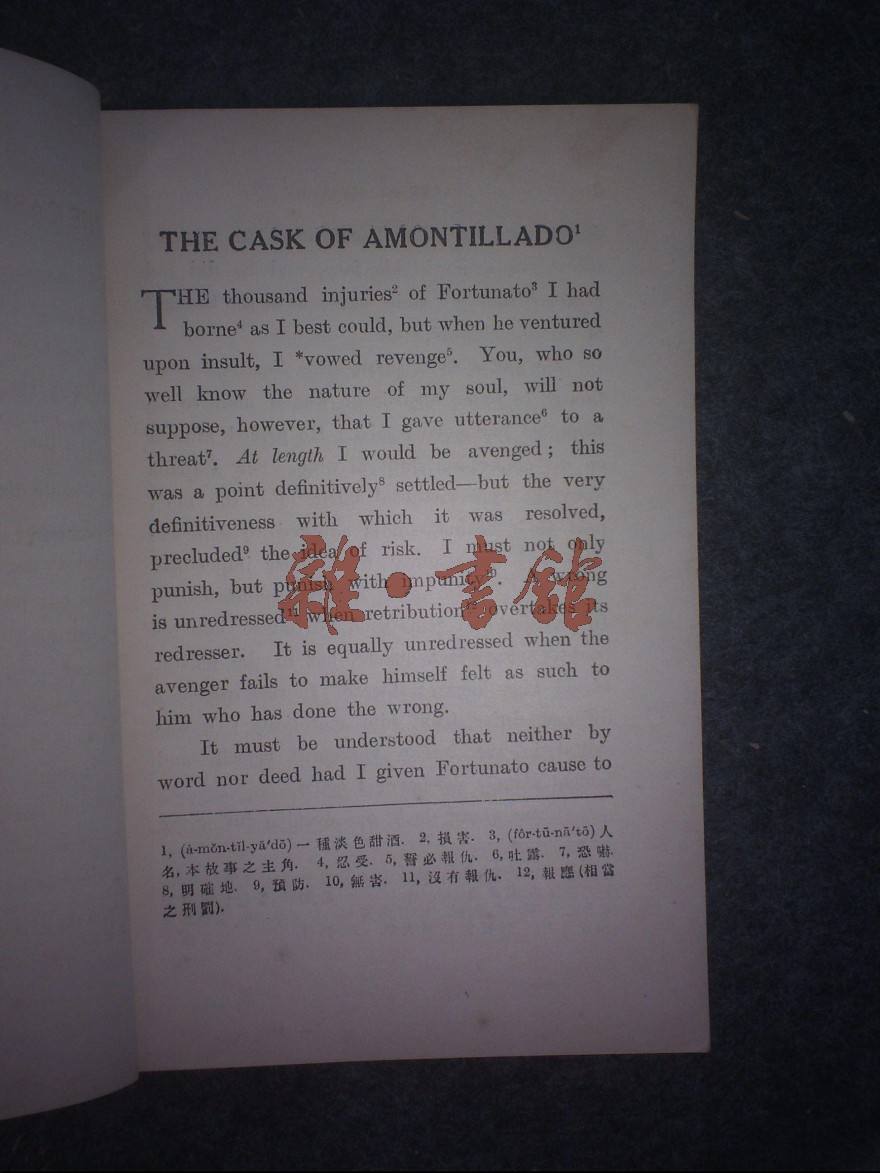 THE CASK OF AMONTILLADO¹
THE thousand injuries² of Fortunato³ I had
borne⁴ as I best could, but when he ventured
upon insult, I *vowed revenge⁵. You, who so
well know the nature of my soul, will not
suppose, however, that I gave utterance⁶ to a
threat⁷. At length I would be avenged; this
was a point definitively⁸ settled—but the very
definitiveness with which it was resolved,
precluded⁹ the idea of risk. I must not only
punish, but punish with impunity¹⁰. A wrong
is unredressed¹¹ when retribution¹² overtakes its
redresser. It is equally unredressed when the
avenger fails to make himself felt as such to
him who has done the wrong.
It must be understood that neither by
word nor deed had I given Fortunato cause to
1, (ȧ-mŏn-tĭl-yä′dō) 一種淡色甜酒. 2, 損害. 3, (fôr-tū-nä′tō) 人
名, 本故事之主角. 4, 忍受. 5, 誓必報仇. 6, 吐露. 7, 恐嚇.
8, 明確地. 9, 預防. 10, 無害. 11, 沒有報仇. 12, 報應 (相當
之刑罰).
雜·書館